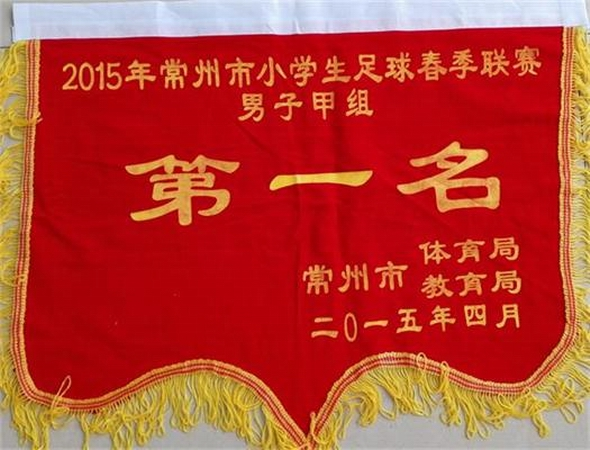 2015年常州市小学生足球春季联赛
男子甲组
第一名
体育局
常州市
教育局
二〇一五年四月